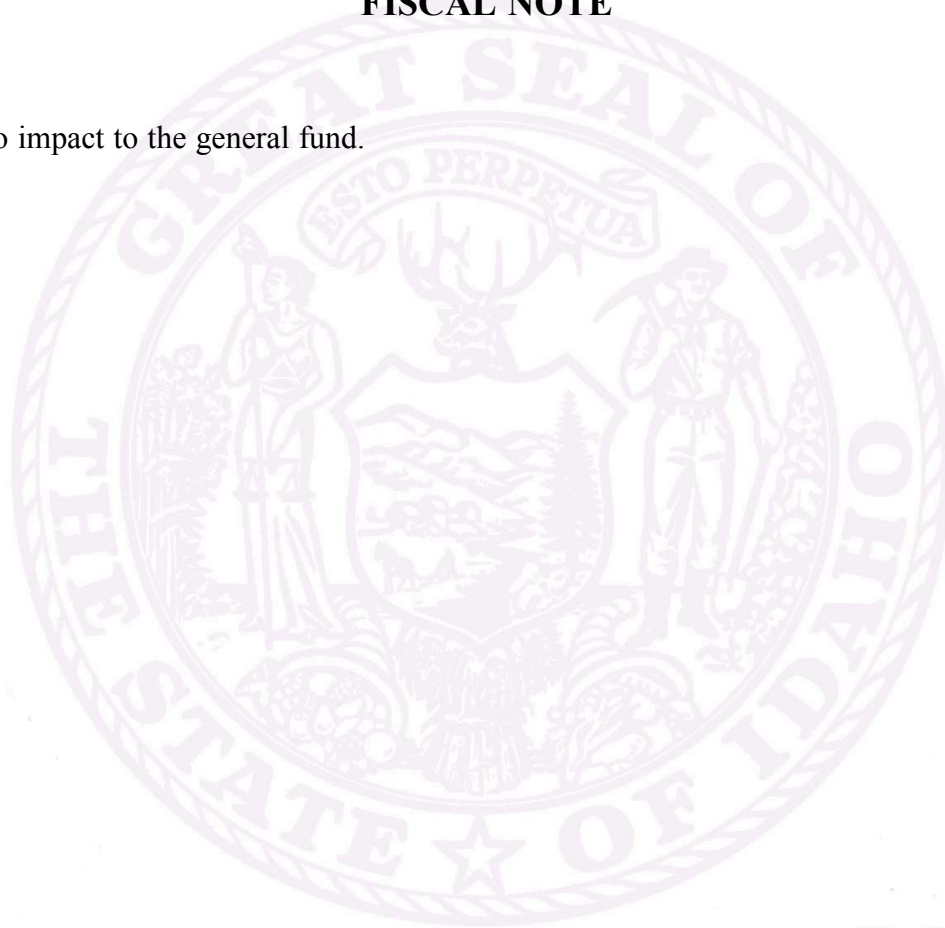 FISCAL NOTE
o impact to the general fund.
GREAT SEAL OF
ESTO PERPETUA
THE STATE OF IDAHO